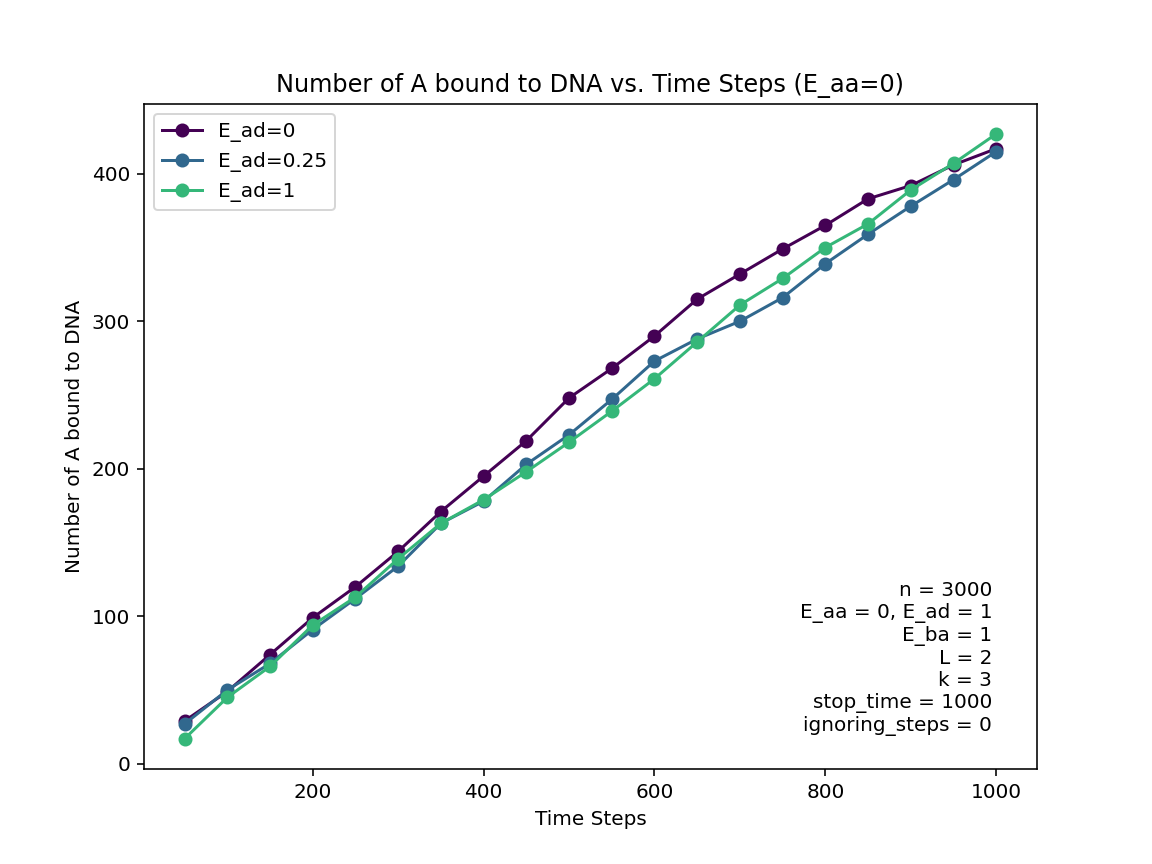 Number of A bound to DNA vs. Time Steps (E_aa=0)
E_ad=0
E_ad=0.25
E_ad=1
Number of A bound to DNA
400
300
200
100
0
n = 3000
E_aa = 0, E_ad = 1
E_ba = 1
L = 2
k = 3
stop_time = 1000
ignoring_steps = 0
200 400 600 800 1000
Time Steps